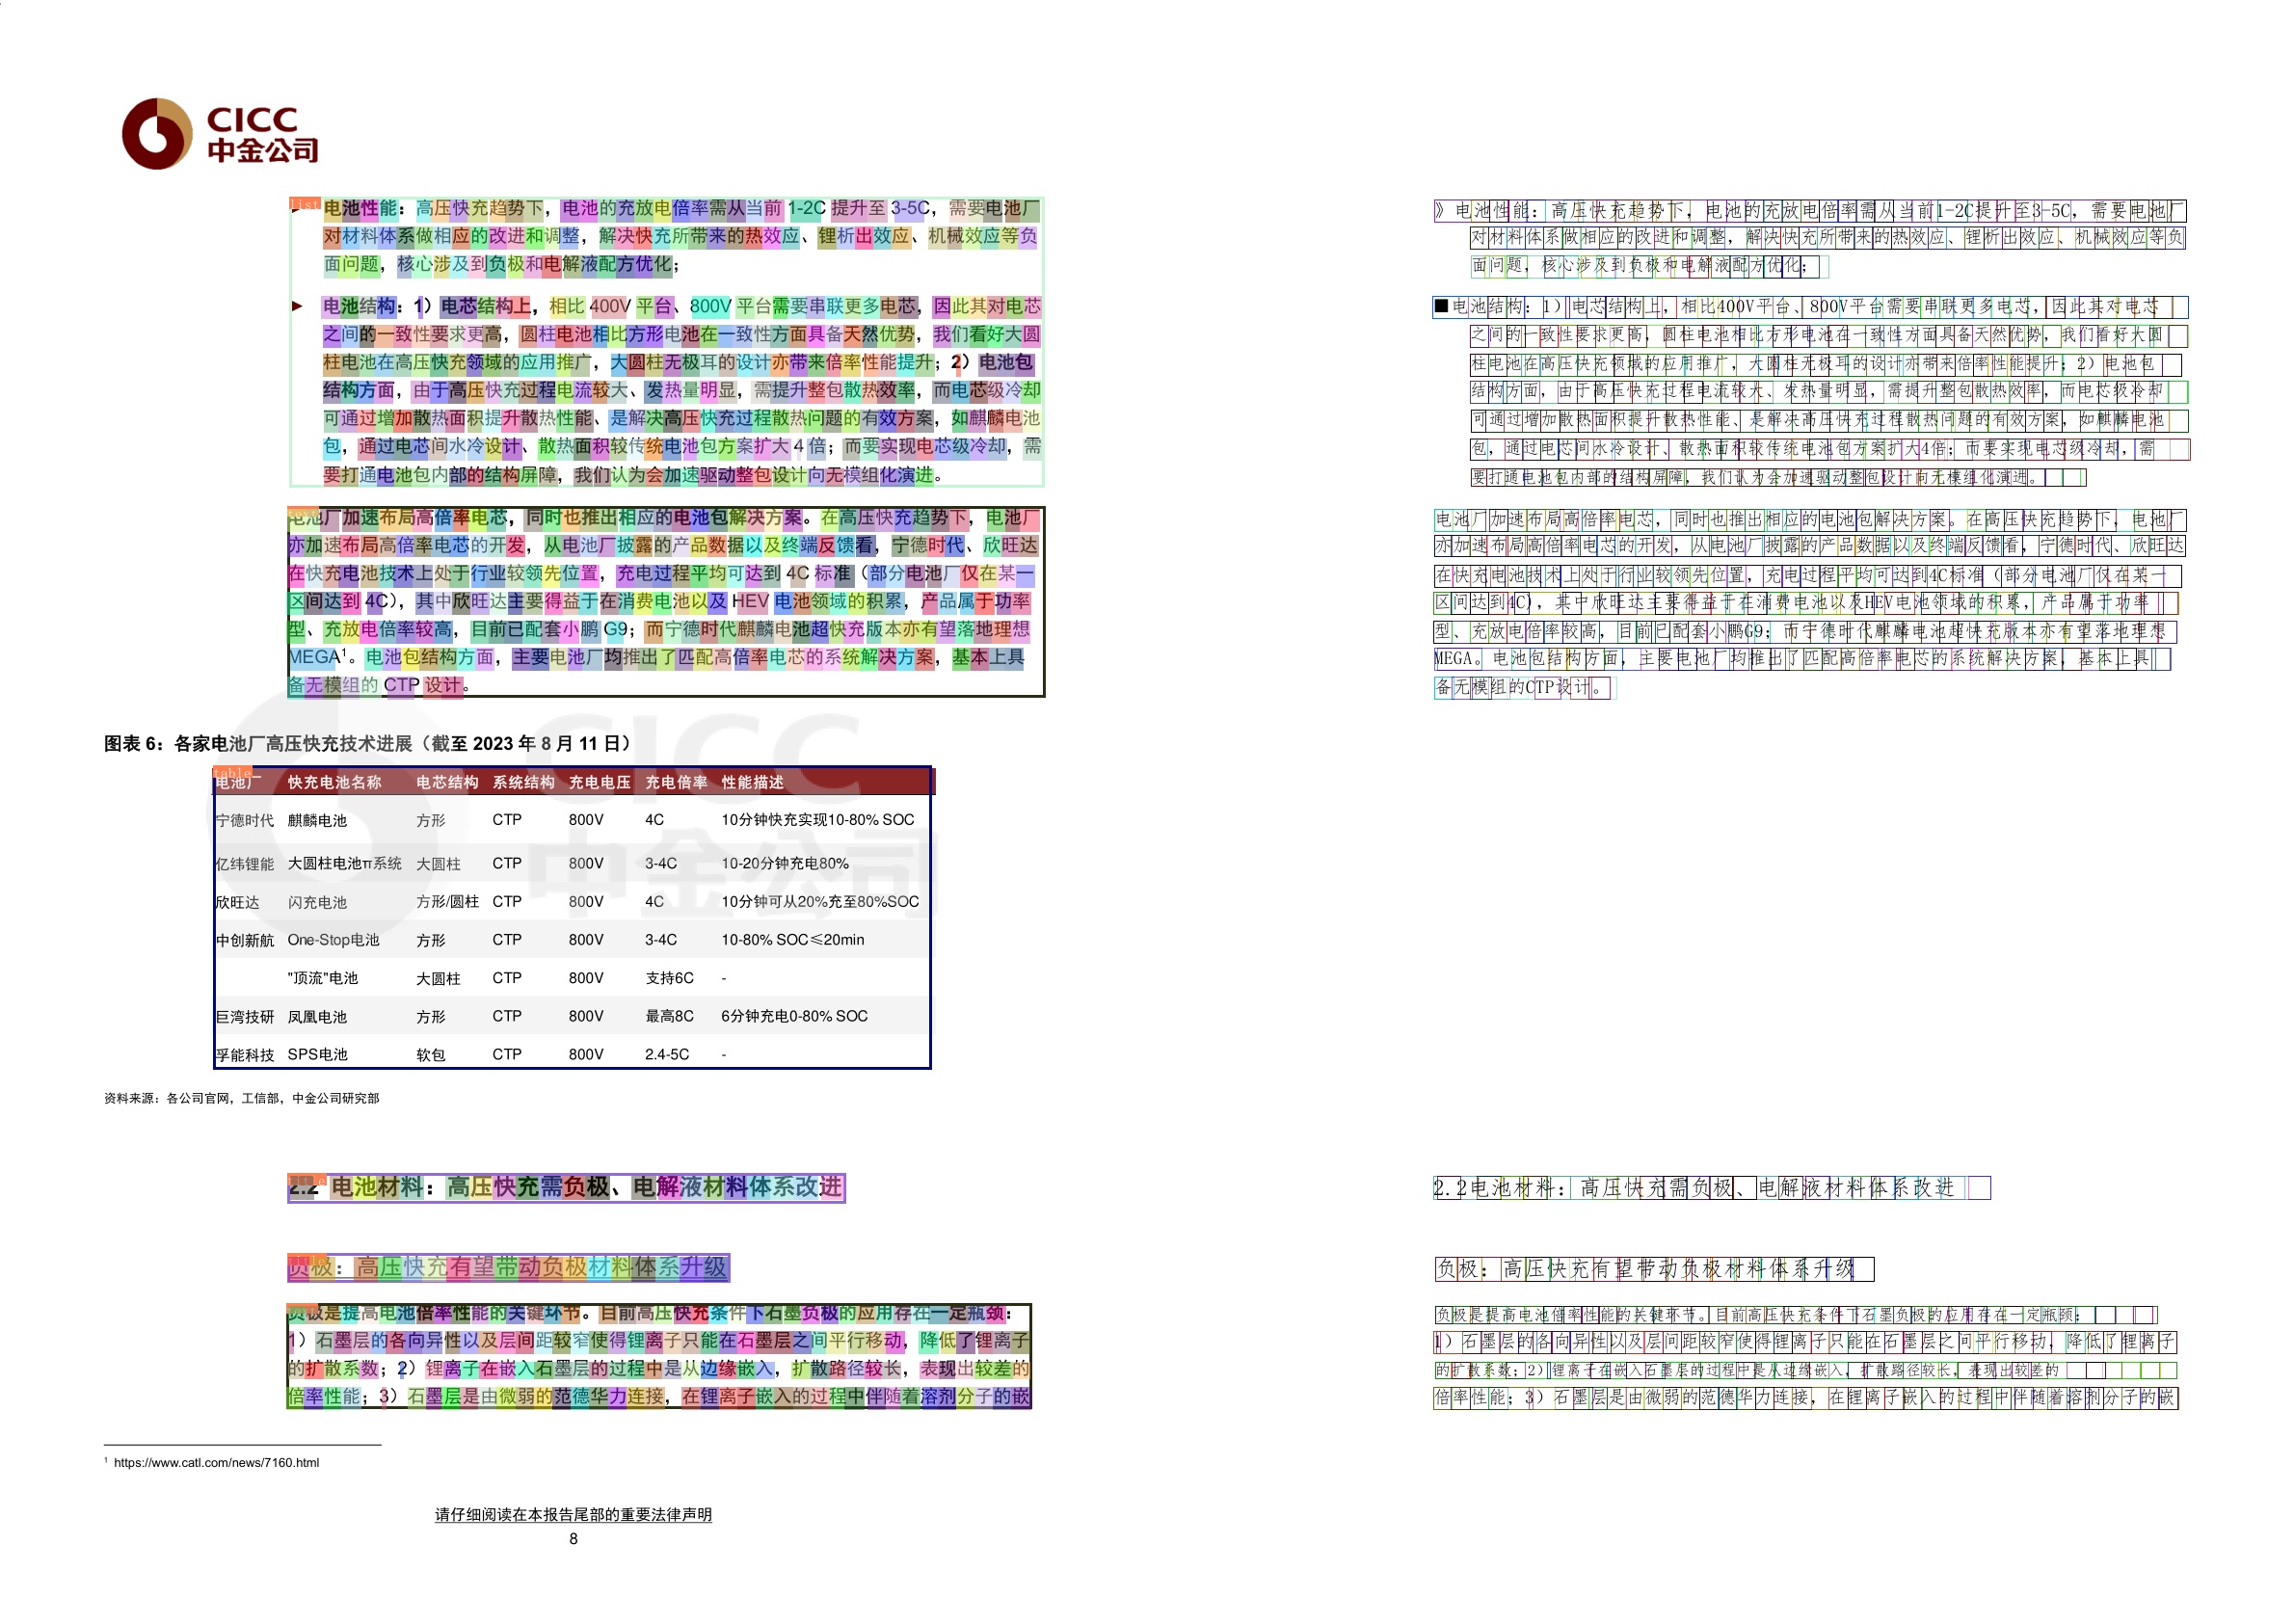 CICC
中金公司
list
电池性能：高压快充趋势下，电池的充放电倍率需从当前 1-2C 提升至 3-5C，需要电池厂
对材料体系做相应的改进和调整，解决快充所带来的热效应、锂析出效应、机械效应等负
面问题，核心涉及到负极和电解液配方优化；
► 电池结构：1）电芯结构上，相比 400V 平台、800V 平台需要串联更多电芯，因此其对电芯
之间的一致性要求更高，圆柱电池相比方形电池在一致性方面具备天然优势，我们看好大圆
柱电池在高压快充领域的应用推广，大圆柱无极耳的设计亦带来倍率性能提升；2）电池包
结构方面，由于高压快充过程电流较大、发热量明显，需提升整包散热效率，而电芯级冷却
可通过增加散热面积提升散热性能、是解决高压快充过程散热问题的有效方案，如麒麟电池
包，通过电芯间水冷设计、散热面积较传统电池包方案扩大 4 倍；而要实现电芯级冷却，需
要打通电池包内部的结构屏障，我们认为会加速驱动整包设计向无模组化演进。
电池厂加速布局高倍率电芯，同时也推出相应的电池包解决方案。在高压快充趋势下，电池厂
亦加速布局高倍率电芯的开发，从电池厂披露的产品数据以及终端反馈看，宁德时代、欣旺达
在快充电池技术上处于行业较领先位置，充电过程平均可达到 4C 标准（部分电池厂仅在某一
区间达到 4C），其中欣旺达主要得益于在消费电池以及 HEV 电池领域的积累，产品属于功率
型、充放电倍率较高，目前已配套小鹏 G9；而宁德时代麒麟电池超快充版本亦有望落地理想
MEGA¹。电池包结构方面，主要电池厂均推出了匹配高倍率电芯的系统解决方案，基本上具
备无模组的 CTP 设计。
图表 6：各家电池厂高压快充技术进展（截至 2023 年 8 月 11 日）
table
电池厂 快充电池名称 电芯结构 系统结构 充电电压 充电倍率 性能描述
宁德时代 麒麟电池 方形 CTP 800V 4C 10分钟快充实现10-80% SOC
亿纬锂能 大圆柱电池π系统 大圆柱 CTP 800V 3-4C 10-20分钟充电80%
欣旺达 闪充电池 方形/圆柱 CTP 800V 4C 10分钟可从20%充至80%SOC
中创新航 One-Stop电池 方形 CTP 800V 3-4C 10-80% SOC≤20min
"顶流"电池 大圆柱 CTP 800V 支持6C -
巨湾技研 凤凰电池 方形 CTP 800V 最高8C 6分钟充电0-80% SOC
孚能科技 SPS电池 软包 CTP 800V 2.4-5C -
CICC
中金公司
资料来源：各公司官网，工信部，中金公司研究部
2.2 电池材料：高压快充需负极、电解液材料体系改进
负极：高压快充有望带动负极材料体系升级
负极是提高电池倍率性能的关键环节。目前高压快充条件下石墨负极的应用存在一定瓶颈：
1）石墨层的各向异性以及层间距较窄使得锂离子只能在石墨层之间平行移动，降低了锂离子
的扩散系数；2）锂离子在嵌入石墨层的过程中是从边缘嵌入，扩散路径较长，表现出较差的
倍率性能；3）石墨层是由微弱的范德华力连接，在锂离子嵌入的过程中伴随着溶剂分子的嵌
1 https://www.catl.com/news/7160.html
请仔细阅读在本报告尾部的重要法律声明
8
》电池性能：高压快充趋势下，电池的充放电倍率需从当前1-2C提升至3-5C，需要电池厂
对材料体系做相应的改进和调整，解决快充所带来的热效应、锂析出效应、机械效应等负
面问题，核心涉及到负极和电解液配方优化；
■电池结构：1）电芯结构上，相比400V平台、800V平台需要串联更多电芯，因此其对电芯
之间的一致性要求更高，圆柱电池相比方形电池在一致性方面具备天然优势，我们看好大圆
柱电池在高压快充领域的应用推广，大圆柱无极耳的设计亦带来倍率性能提升；2）电池包
结构方面，由于高压快充过程电流较大、发热量明显，需提升整包散热效率，而电芯级冷却
可通过增加散热面积提升散热性能、是解决高压快充过程散热问题的有效方案，如麒麟电池
包，通过电芯间水冷设计、散热面积较传统电池包方案扩大4倍；而要实现电芯级冷却，需
要打通电池包内部的结构屏障，我们认为会加速驱动整包设计向无模组化演进。
电池厂加速布局高倍率电芯，同时也推出相应的电池包解决方案。在高压快充趋势下，电池厂
亦加速布局高倍率电芯的开发，从电池厂披露的产品数据以及终端反馈看，宁德时代、欣旺达
在快充电池技术上处于行业较领先位置，充电过程平均可达到4C标准（部分电池厂仅在某一
区间达到4C），其中欣旺达主要得益于在消费电池以及HEV电池领域的积累，产品属于功率
型、充放电倍率较高，目前已配套小鹏G9；而宁德时代麒麟电池超快充版本亦有望落地理想
MEGA。电池包结构方面，主要电池厂均推出了匹配高倍率电芯的系统解决方案，基本上具
备无模组的CTP设计。
2.2电池材料：高压快充需负极、电解液材料体系改进
负极：高压快充有望带动负极材料体系升级
负极是提高电池倍率性能的关键环节。目前高压快充条件下石墨负极的应用存在一定瓶颈：
1）石墨层的各向异性以及层间距较窄使得锂离子只能在石墨层之间平行移动，降低了锂离子
的扩散系数；2）锂离子在嵌入石墨层的过程中是从边缘嵌入，扩散路径较长，表现出较差的
倍率性能；3）石墨层是由微弱的范德华力连接，在锂离子嵌入的过程中伴随着溶剂分子的嵌